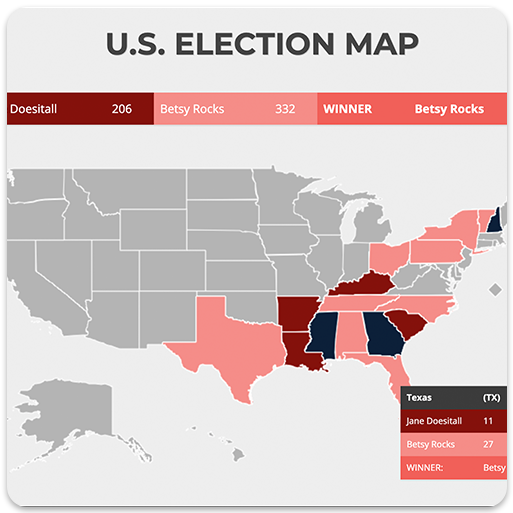 U.S. ELECTION MAP
Doesitall 206 Betsy Rocks 332 WINNER Betsy Rocks
Texas (TX)
Jane Doesitall 11
Betsy Rocks 27
WINNER: Betsy